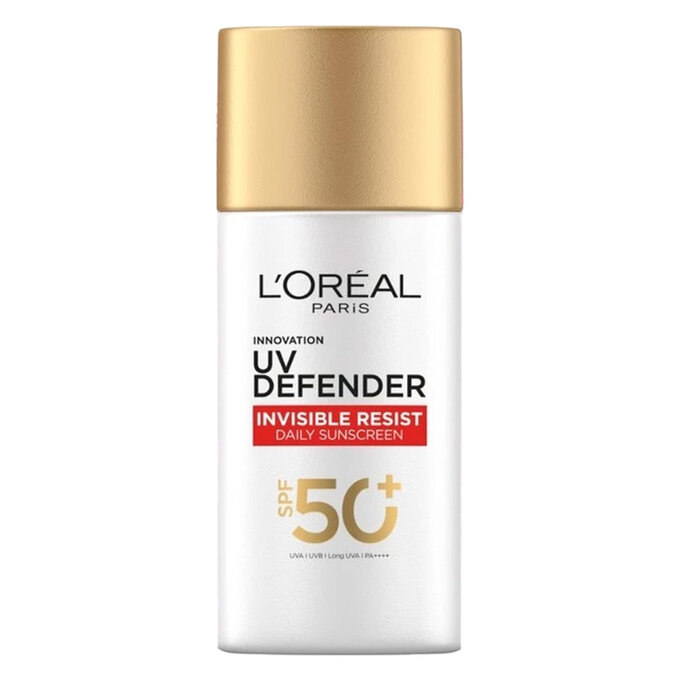 L'ORÉAL
PARiS
INNOVATION
UV
DEFENDER
INVISIBLE RESIST
DAILY SUNSCREEN
SPF 50+
UVA I UVB I Long UVA I PA++++